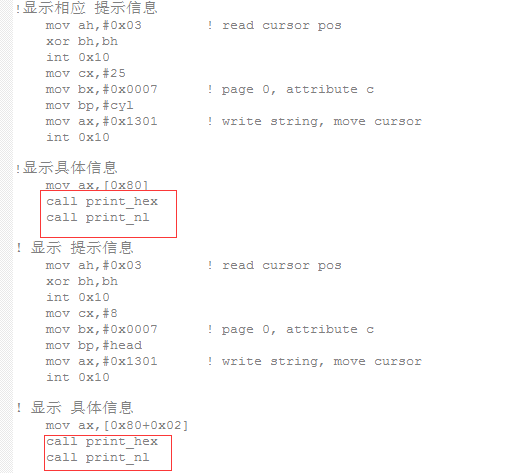 !显示相应 提示信息
    mov ah,#0x03        ! read cursor pos
    xor bh,bh
    int 0x10
    mov cx,#25
    mov bx,#0x0007      ! page 0, attribute c
    mov bp,#cyl
    mov ax,#0x1301      ! write string, move cursor
    int 0x10
!显示具体信息
    mov ax,[0x80]
    call print_hex
    call print_nl
! 显示 提示信息
    mov ah,#0x03        ! read cursor pos
    xor bh,bh
    int 0x10
    mov cx,#8
    mov bx,#0x0007      ! page 0, attribute c
    mov bp,#head
    mov ax,#0x1301      ! write string, move cursor
    int 0x10
! 显示 具体信息
    mov ax,[0x80+0x02]
    call print_hex
    call print_nl